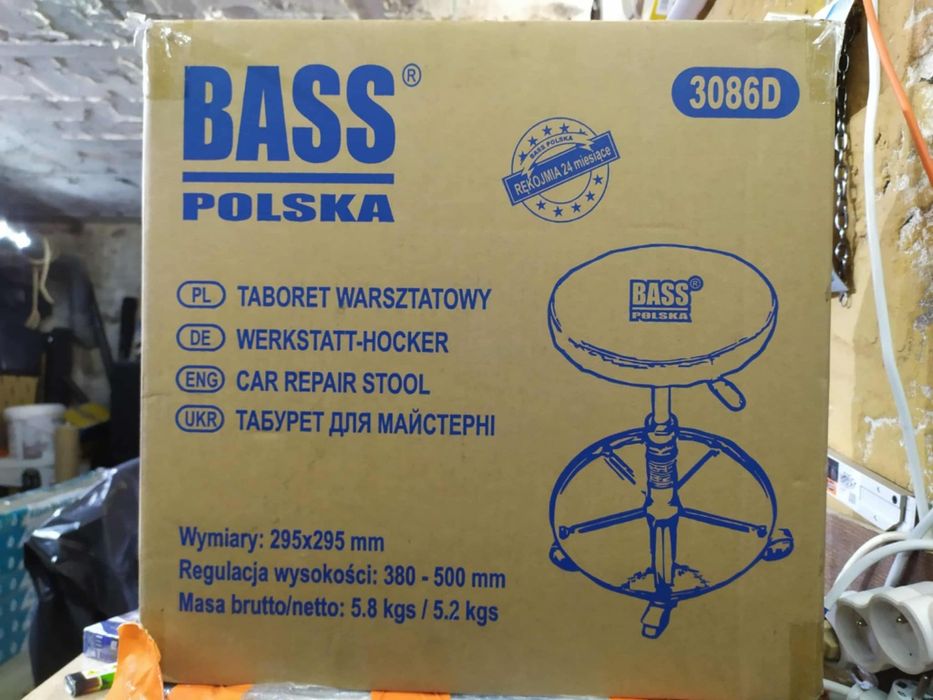 BASS®
POLSKA
3086D
BASS POLSKA
RĘKOJMIA 24 miesiące
PL TABORET WARSZTATOWY
DE WERKSTATT-HOCKER
ENG CAR REPAIR STOOL
UKR ТАБУРЕТ ДЛЯ МАЙСТЕРНІ
BASS®
POLSKA
Wymiary: 295x295 mm
Regulacja wysokości: 380 - 500 mm
Masa brutto/netto: 5.8 kgs / 5.2 kgs